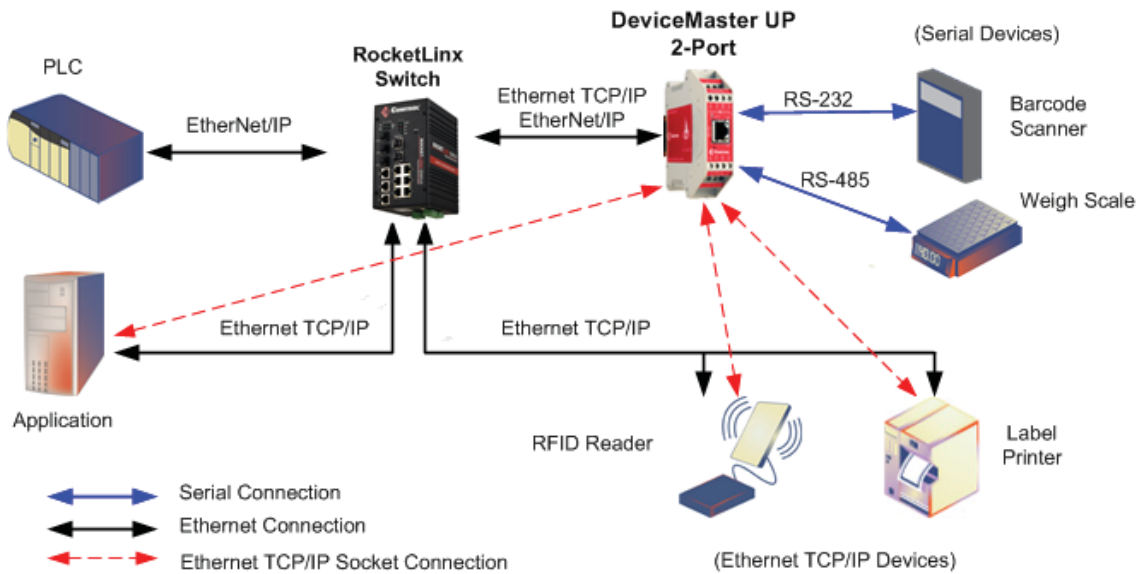 DeviceMaster UP
2-Port
(Serial Devices)
RocketLinx
Switch
PLC
EtherNet/IP
Ethernet TCP/IP
EtherNet/IP
RS-232
Barcode
Scanner
RS-485
Weigh Scale
Ethernet TCP/IP
Ethernet TCP/IP
Application
RFID Reader
Label
Printer
Serial Connection
Ethernet Connection
Ethernet TCP/IP Socket Connection
(Ethernet TCP/IP Devices)